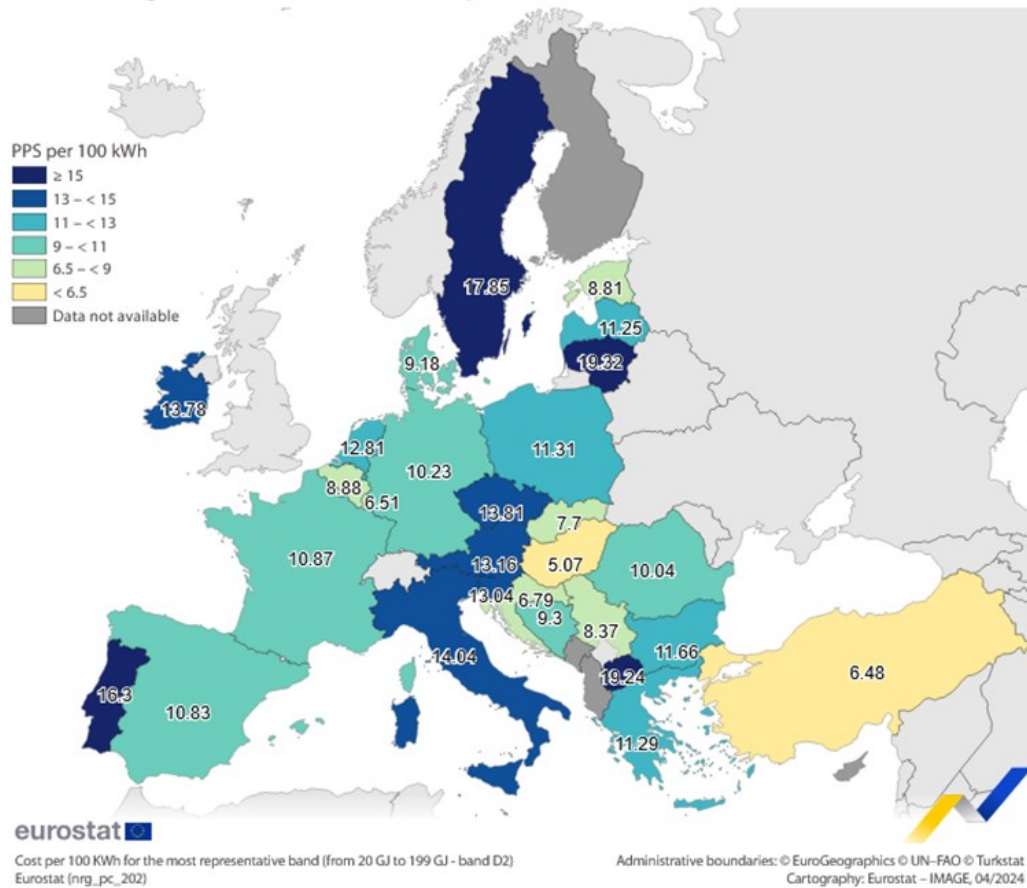 PPS per 100 kWh
≥ 15
13 – < 15
11 – < 13
9 – < 11
6.5 – < 9
< 6.5
Data not available
17.85
8.81
11.25
19.32
9.18
13.78
12.81
11.31
10.23
8.88
6.51
13.81
7.7
10.87
13.16
5.07
10.04
13.04
6.79
9.3
8.37
14.04
11.66
19.24
6.48
16.3
10.83
11.29
eurostat
Cost per 100 KWh for the most representative band (from 20 GJ to 199 GJ - band D2)
Eurostat (nrg_pc_202)
Administrative boundaries: © EuroGeographics © UN–FAO © Turkstat
Cartography: Eurostat – IMAGE, 04/2024